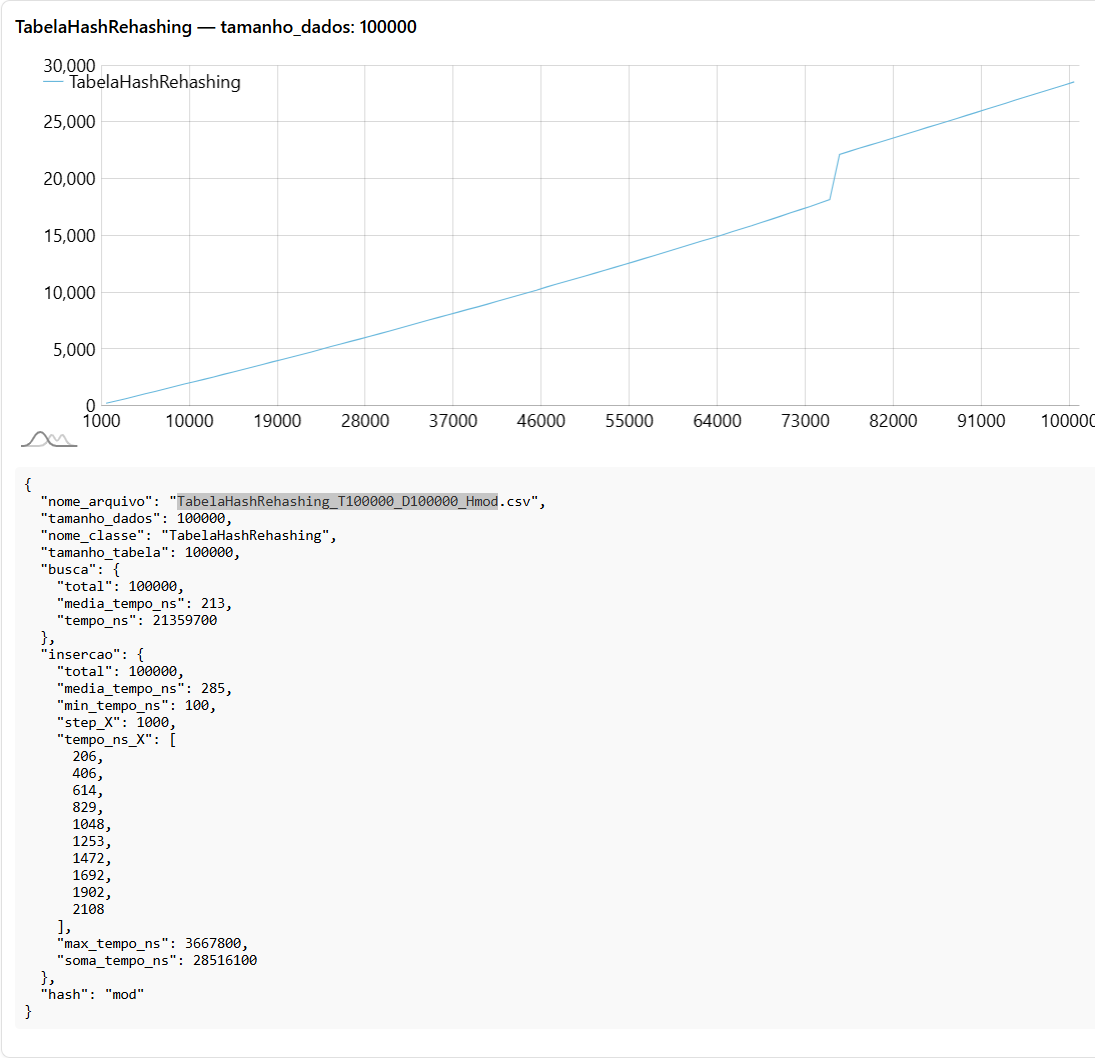 TabelaHashRehashing — tamanho_dados: 100000
30,000
TabelaHashRehashing
25,000
20,000
15,000
10,000
5,000
0
1000 10000 19000 28000 37000 46000 55000 64000 73000 82000 91000 100000
{
"nome_arquivo": "TabelaHashRehashing_T100000_D100000_Hmod.csv",
"tamanho_dados": 100000,
"nome_classe": "TabelaHashRehashing",
"tamanho_tabela": 100000,
"busca": {
"total": 100000,
"media_tempo_ns": 213,
"tempo_ns": 21359700
},
"insercao": {
"total": 100000,
"media_tempo_ns": 285,
"min_tempo_ns": 100,
"step_X": 1000,
"tempo_ns_X": [
206,
406,
614,
829,
1048,
1253,
1472,
1692,
1902,
2108
],
"max_tempo_ns": 3667800,
"soma_tempo_ns": 28516100
},
"hash": "mod"
}